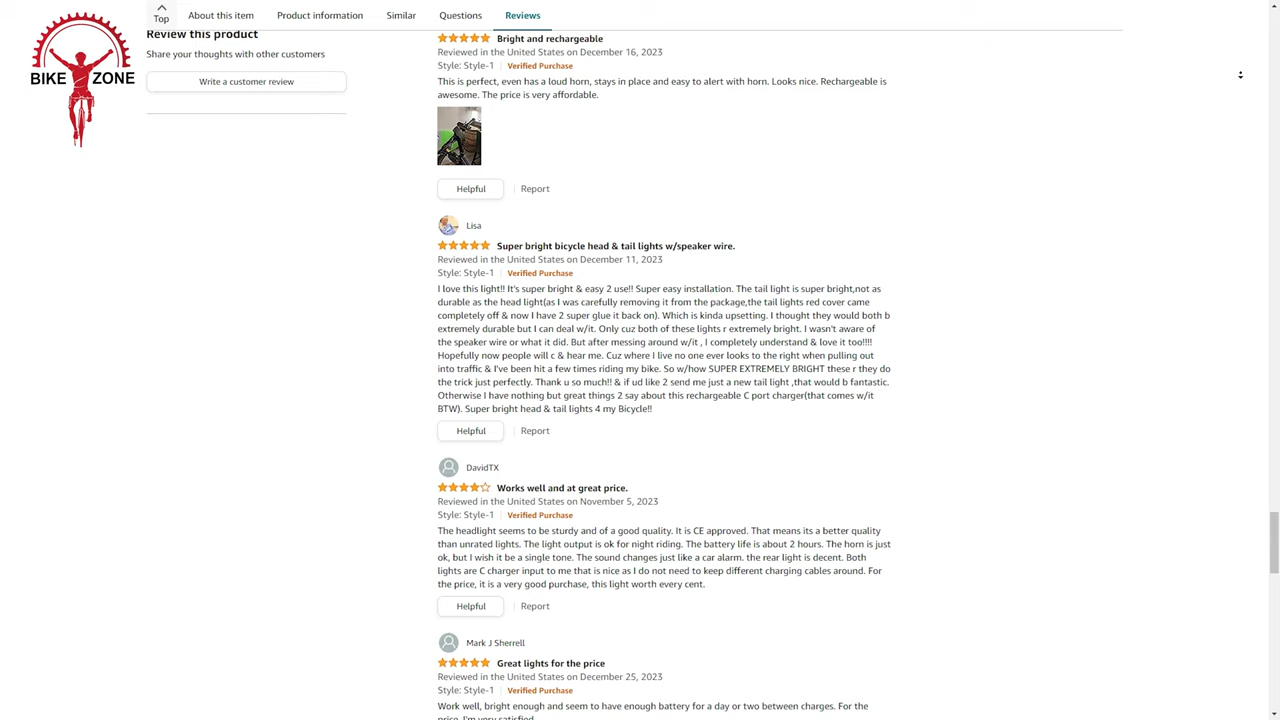 Top
About this item
Product information
Similar
Questions
Reviews
BIKE ZONE
Review this product
Share your thoughts with other customers
Write a customer review
Bright and rechargeable
Reviewed in the United States on December 16, 2023
Style: Style-1 | Verified Purchase
This is perfect, even has a loud horn, stays in place and easy to alert with horn. Looks nice. Rechargeable is
awesome. The price is very affordable.
Helpful | Report
Lisa
Super bright bicycle head & tail lights w/speaker wire.
Reviewed in the United States on December 11, 2023
Style: Style-1 | Verified Purchase
I love this light!! It's super bright & easy 2 use!! Super easy installation. The tail light is super bright,not as
durable as the head light(as I was carefully removing it from the package,the tail lights red cover came
completely off & now I have 2 super glue it back on). Which is kinda upsetting. I thought they would both b
extremely durable but I can deal w/it. Only cuz both of these lights r extremely bright. I wasn't aware of
the speaker wire or what it did. But after messing around w/it , I completely understand & love it too!!!!
Hopefully now people will c & hear me. Cuz where I live no one ever looks to the right when pulling out
into traffic & I've been hit a few times riding my bike. So w/how SUPER EXTREMELY BRIGHT these r they do
the trick just perfectly. Thank u so much!! & if ud like 2 send me just a new tail light ,that would b fantastic.
Otherwise I have nothing but great things 2 say about this rechargeable C port charger(that comes w/it
BTW). Super bright head & tail lights 4 my Bicycle!!
Helpful | Report
DavidTX
Works well and at great price.
Reviewed in the United States on November 5, 2023
Style: Style-1 | Verified Purchase
The headlight seems to be sturdy and of a good quality. It is CE approved. That means its a better quality
than unrated lights. The light output is ok for night riding. The battery life is about 2 hours. The horn is just
ok, but I wish it be a single tone. The sound changes just like a car alarm. the rear light is decent. Both
lights are C charger input to me that is nice as I do not need to keep different charging cables around. For
the price, it is a very good purchase, this light worth every cent.
Helpful | Report
Mark J Sherrell
Great lights for the price
Reviewed in the United States on December 25, 2023
Style: Style-1 | Verified Purchase
Work well, bright enough and seem to have enough battery for a day or two between charges. For the
price, I'm very satisfied.